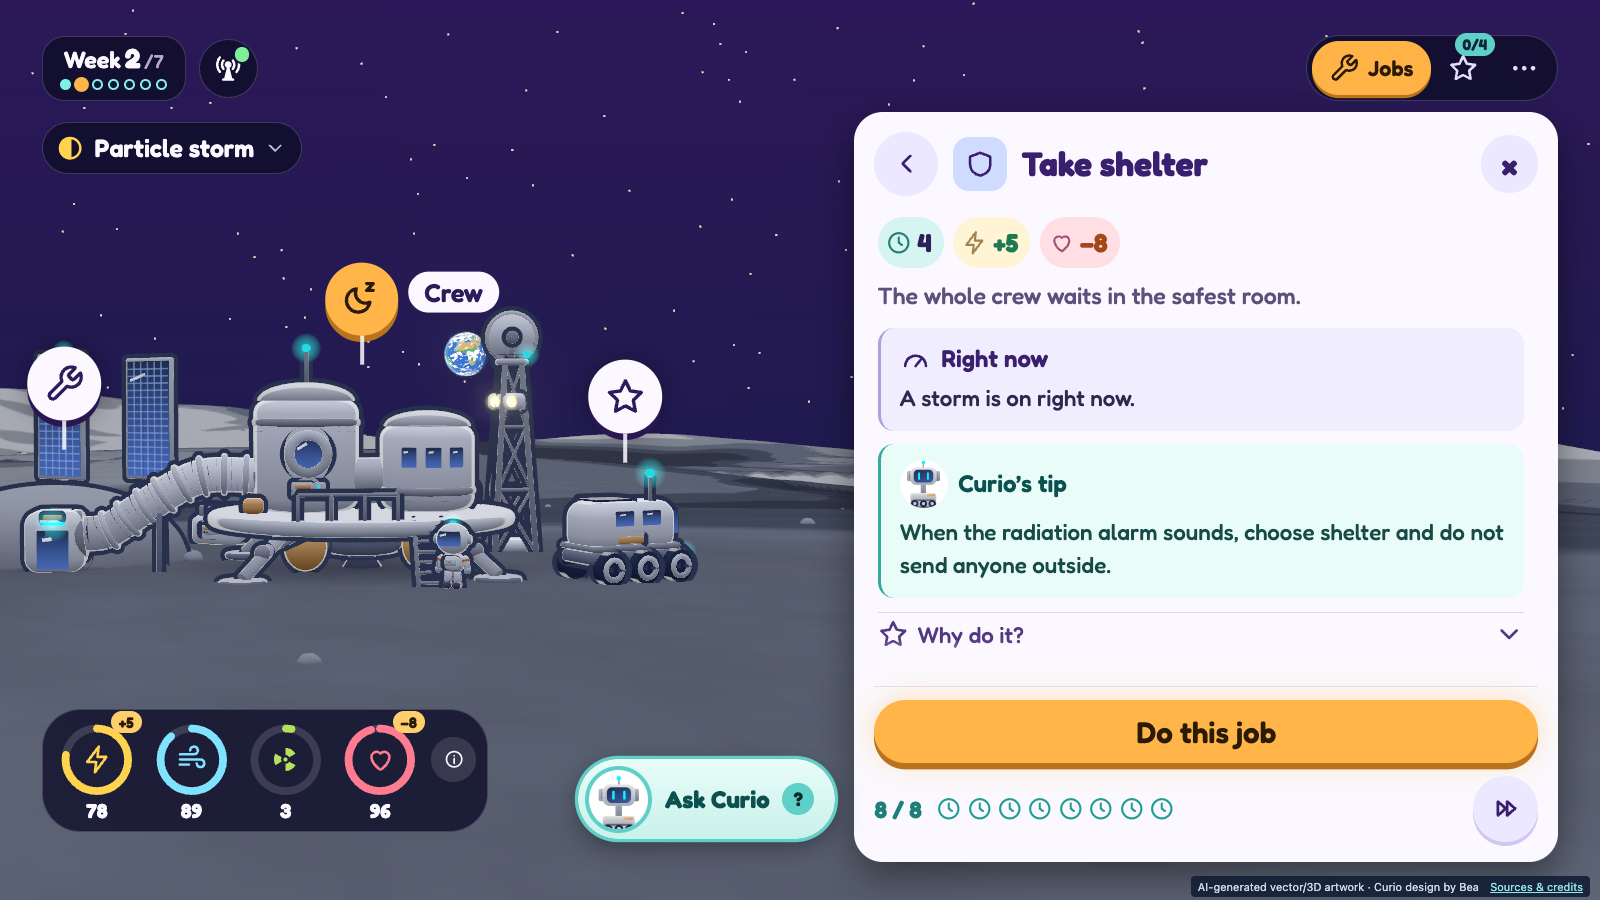 Week 2 /7
Particle storm
Crew
Jobs
0/4
Take shelter
4
+5
−8
The whole crew waits in the safest room.
Right now
A storm is on right now.
Curio's tip
When the radiation alarm sounds, choose shelter and do not
send anyone outside.
Why do it?
Do this job
8 / 8
+5
−8
78
89
3
96
Ask Curio ?
AI-generated vector/3D artwork · Curio design by Bea Sources & credits